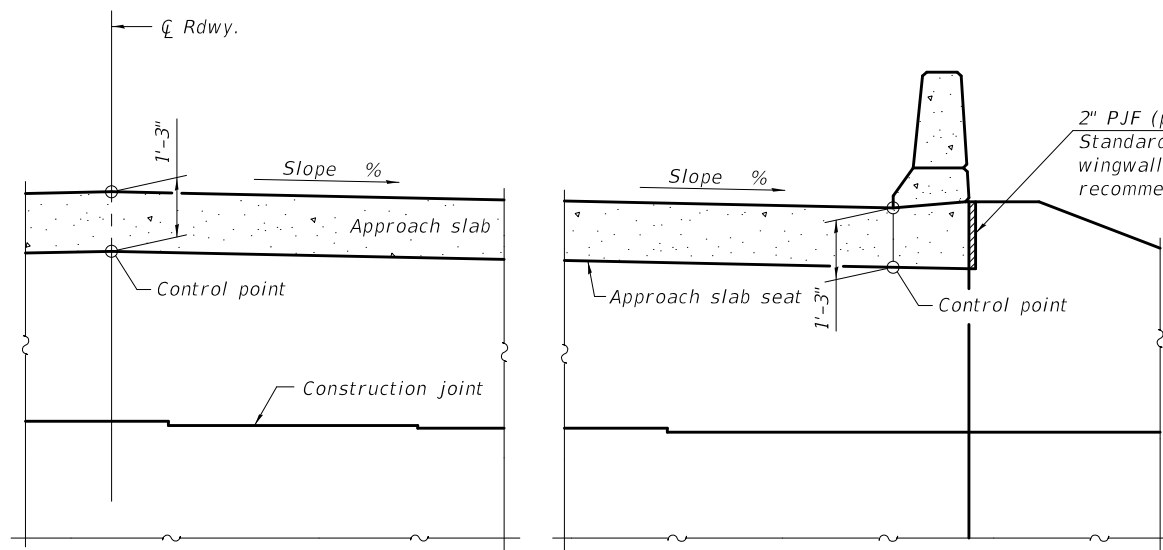 ℄ Rdwy.
1'-3"
Slope %
Approach slab
Control point
Construction joint
Slope %
2" PJF (
Standard
wingwall
recomme
Approach slab seat
1'-3"
Control point